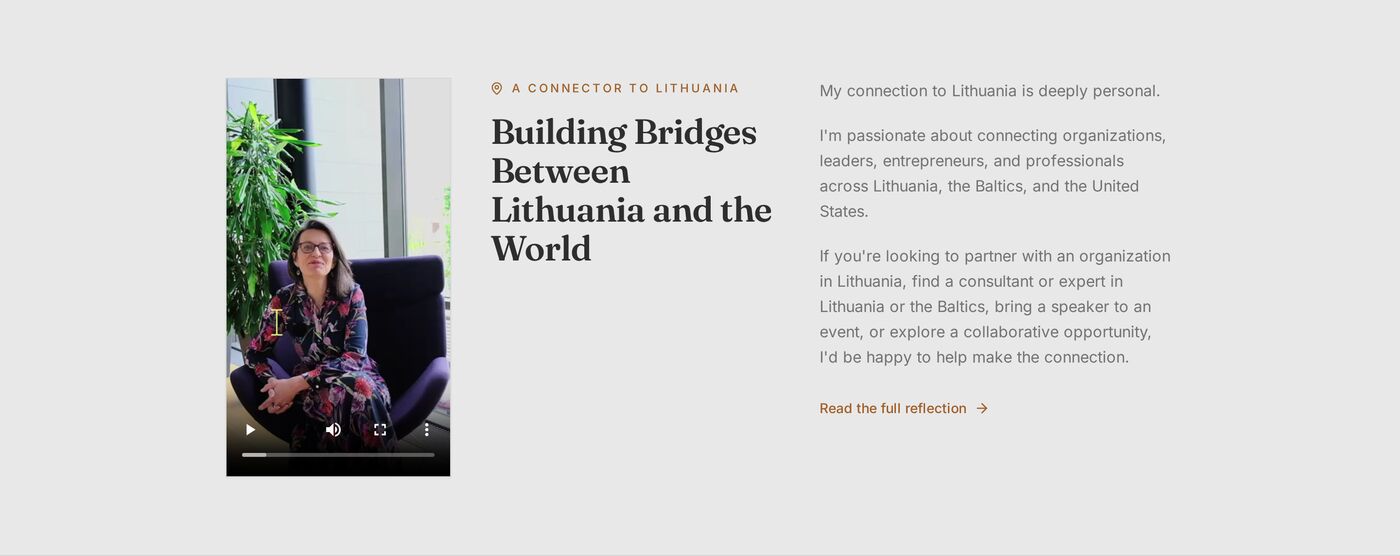 A CONNECTOR TO LITHUANIA
Building Bridges
Between
Lithuania and the
World
My connection to Lithuania is deeply personal.
I'm passionate about connecting organizations,
leaders, entrepreneurs, and professionals
across Lithuania, the Baltics, and the United
States.
If you're looking to partner with an organization
in Lithuania, find a consultant or expert in
Lithuania or the Baltics, bring a speaker to an
event, or explore a collaborative opportunity,
I'd be happy to help make the connection.
Read the full reflection